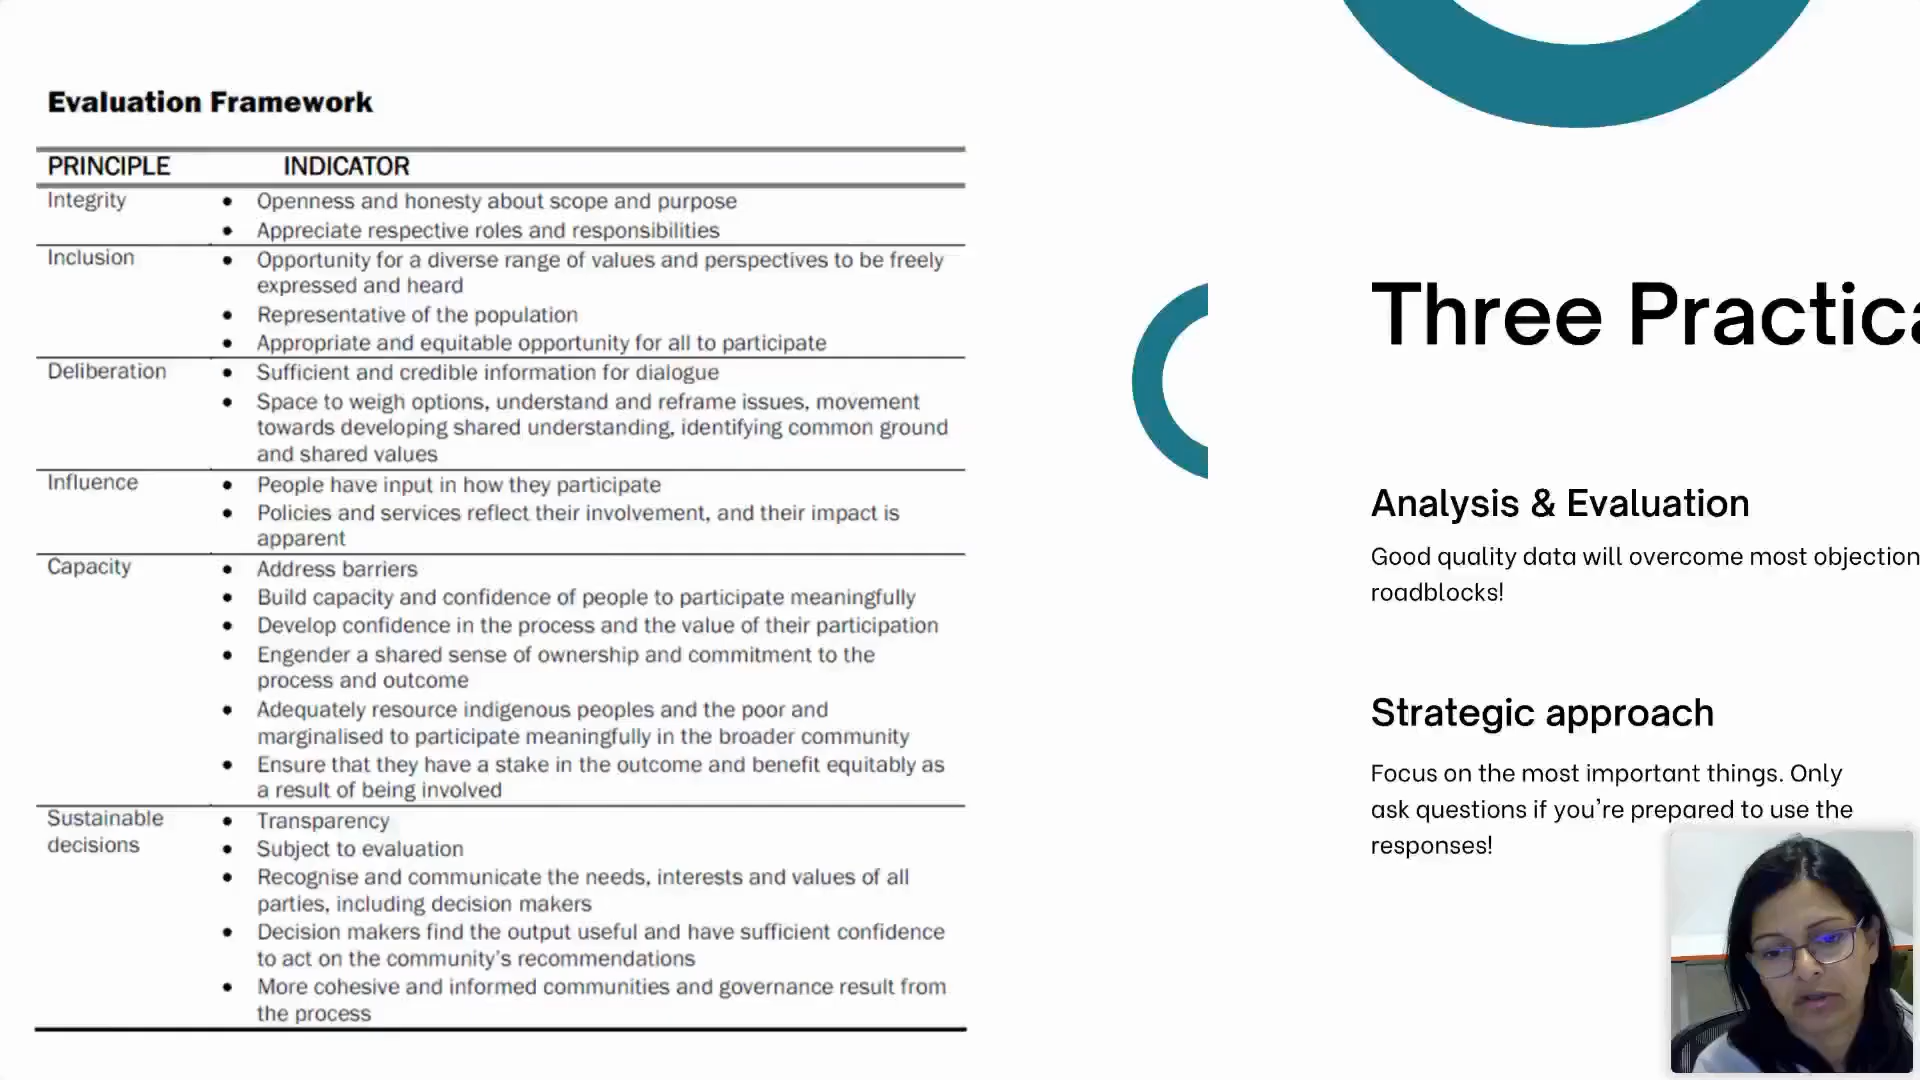 Evaluation Framework
PRINCIPLE INDICATOR
Integrity
• Openness and honesty about scope and purpose
• Appreciate respective roles and responsibilities
Inclusion
• Opportunity for a diverse range of values and perspectives to be freely
expressed and heard
• Representative of the population
• Appropriate and equitable opportunity for all to participate
Deliberation
• Sufficient and credible information for dialogue
• Space to weigh options, understand and reframe issues, movement
towards developing shared understanding, identifying common ground
and shared values
Influence
• People have input in how they participate
• Policies and services reflect their involvement, and their impact is
apparent
Capacity
• Address barriers
• Build capacity and confidence of people to participate meaningfully
• Develop confidence in the process and the value of their participation
• Engender a shared sense of ownership and commitment to the
process and outcome
• Adequately resource indigenous peoples and the poor and
marginalised to participate meaningfully in the broader community
• Ensure that they have a stake in the outcome and benefit equitably as
a result of being involved
Sustainable
decisions
• Transparency
• Subject to evaluation
• Recognise and communicate the needs, interests and values of all
parties, including decision makers
• Decision makers find the output useful and have sufficient confidence
to act on the community's recommendations
• More cohesive and informed communities and governance result from
the process
Three Practica
Analysis & Evaluation
Good quality data will overcome most objection
roadblocks!
Strategic approach
Focus on the most important things. Only
ask questions if you're prepared to use the
responses!